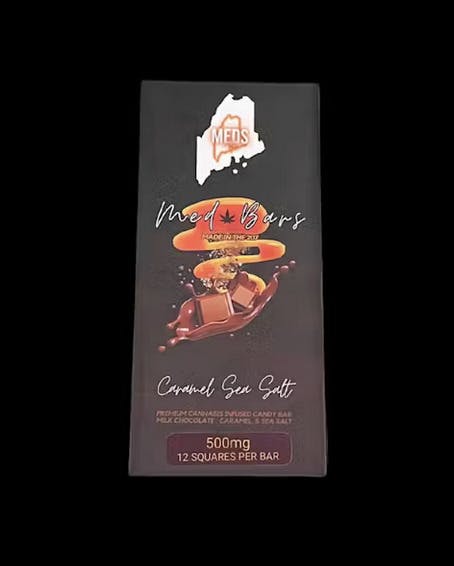 MEDS
Med Bars
MADE IN THE 207
Caramel Sea Salt
PREMIUM CANNABIS INFUSED CANDY BAR
MILK CHOCOLATE, CARAMEL, & SEA SALT
500mg
12 SQUARES PER BAR